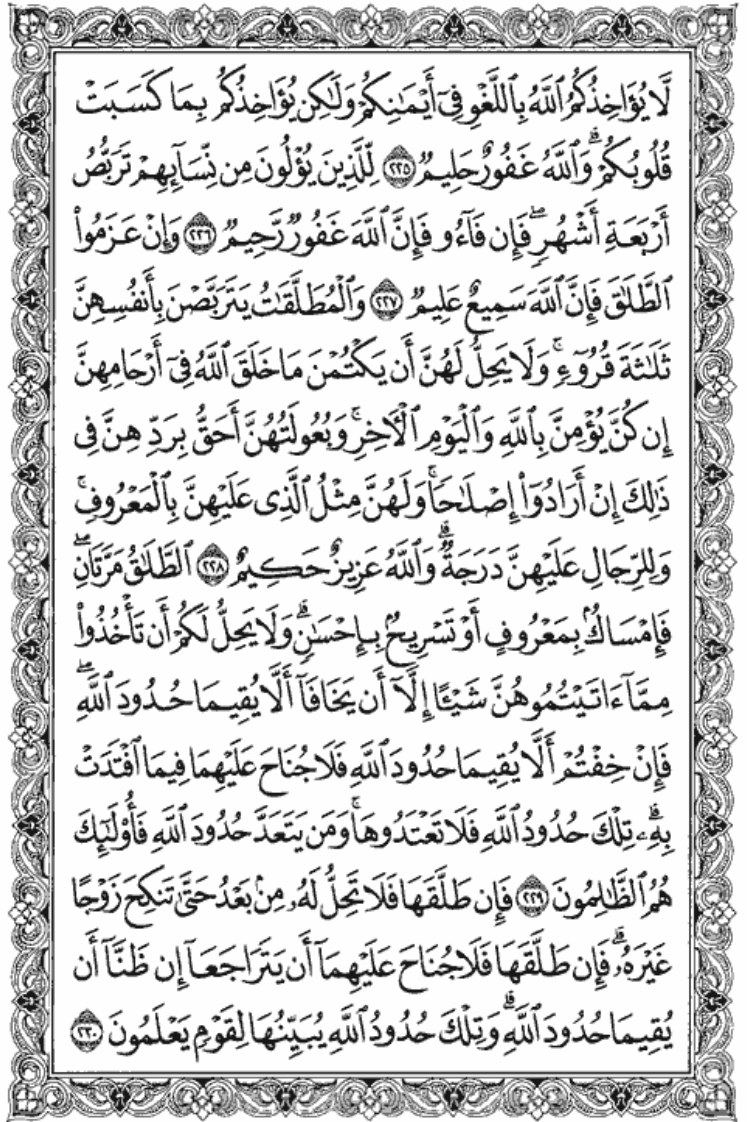 لَّا يُؤَاخِذُكُمُ ٱللَّهُ بِٱللَّغْوِ فِىٓ أَيْمَـٰنِكُمْ وَلَـٰكِن يُؤَاخِذُكُم بِمَا كَسَبَتْ
قُلُوبُكُمْ ۗ وَٱللَّهُ غَفُورٌ حَلِيمٌ ٢٢٥ لِّلَّذِينَ يُؤْلُونَ مِن نِّسَآئِهِمْ تَرَبُّصُ
أَرْبَعَةِ أَشْهُرٍ ۖ فَإِن فَآءُو فَإِنَّ ٱللَّهَ غَفُورٌ رَّحِيمٌ ٢٢٦ وَإِنْ عَزَمُوا۟
ٱلطَّلَـٰقَ فَإِنَّ ٱللَّهَ سَمِيعٌ عَلِيمٌ ٢٢٧ وَٱلْمُطَلَّقَـٰتُ يَتَرَبَّصْنَ بِأَنفُسِهِنَّ
ثَلَـٰثَةَ قُرُوٓءٍ ۚ وَلَا يَحِلُّ لَهُنَّ أَن يَكْتُمْنَ مَا خَلَقَ ٱللَّهُ فِىٓ أَرْحَامِهِنَّ
إِن كُنَّ يُؤْمِنَّ بِٱللَّهِ وَٱلْيَوْمِ ٱلْـَٔاخِرِ ۚ وَبُعُولَتُهُنَّ أَحَقُّ بِرَدِّهِنَّ فِى
ذَٰلِكَ إِنْ أَرَادُوٓا۟ إِصْلَـٰحًا ۚ وَلَهُنَّ مِثْلُ ٱلَّذِى عَلَيْهِنَّ بِٱلْمَعْرُوفِ ۚ
وَلِلرِّجَالِ عَلَيْهِنَّ دَرَجَةٌ ۗ وَٱللَّهُ عَزِيزٌ حَكِيمٌ ٢٢٨ ٱلطَّلَـٰقُ مَرَّتَانِ ۖ
فَإِمْسَاكٌۢ بِمَعْرُوفٍ أَوْ تَسْرِيحٌۢ بِإِحْسَـٰنٍ ۗ وَلَا يَحِلُّ لَكُمْ أَن تَأْخُذُوا۟
مِمَّآ ءَاتَيْتُمُوهُنَّ شَيْـًٔا إِلَّآ أَن يَخَافَآ أَلَّا يُقِيمَا حُدُودَ ٱللَّهِ ۖ
فَإِنْ خِفْتُمْ أَلَّا يُقِيمَا حُدُودَ ٱللَّهِ فَلَا جُنَاحَ عَلَيْهِمَا فِيمَا ٱفْتَدَتْ
بِهِۦ ۗ تِلْكَ حُدُودُ ٱللَّهِ فَلَا تَعْتَدُوهَا ۚ وَمَن يَتَعَدَّ حُدُودَ ٱللَّهِ فَأُو۟لَـٰٓئِكَ
هُمُ ٱلظَّـٰلِمُونَ ٢٢٩ فَإِن طَلَّقَهَا فَلَا تَحِلُّ لَهُۥ مِنۢ بَعْدُ حَتَّىٰ تَنكِحَ زَوْجًا
غَيْرَهُۥ ۗ فَإِن طَلَّقَهَا فَلَا جُنَاحَ عَلَيْهِمَآ أَن يَتَرَاجَعَآ إِن ظَنَّآ أَن
يُقِيمَا حُدُودَ ٱللَّهِ ۗ وَتِلْكَ حُدُودُ ٱللَّهِ يُبَيِّنُهَا لِقَوْمٍ يَعْلَمُونَ ٢٣٠